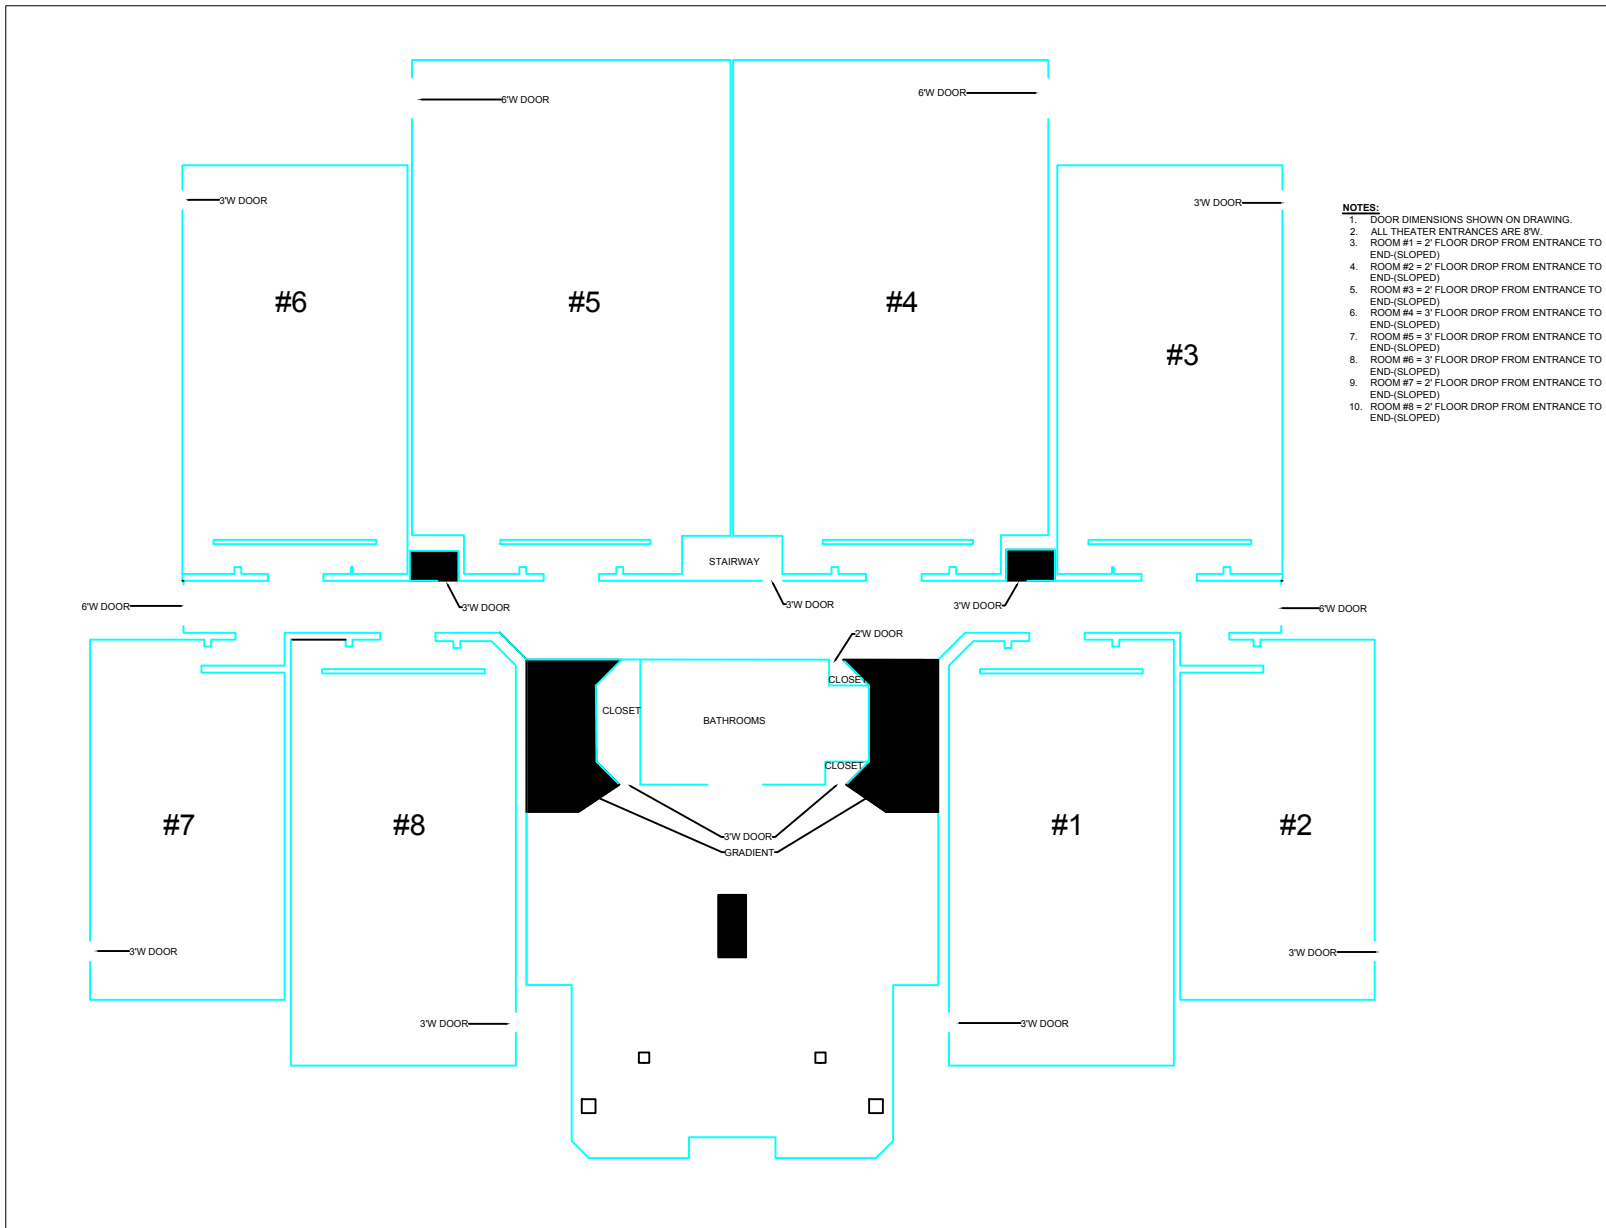 6'W DOOR
6'W DOOR
3'W DOOR
3'W DOOR
NOTES:
1. DOOR DIMENSIONS SHOWN ON DRAWING.
2. ALL THEATER ENTRANCES ARE 8'W.
3. ROOM #1 = 2' FLOOR DROP FROM ENTRANCE TO
END-(SLOPED)
4. ROOM #2 = 2' FLOOR DROP FROM ENTRANCE TO
END-(SLOPED)
5. ROOM #3 = 2' FLOOR DROP FROM ENTRANCE TO
END-(SLOPED)
6. ROOM #4 = 3' FLOOR DROP FROM ENTRANCE TO
END-(SLOPED)
7. ROOM #5 = 3' FLOOR DROP FROM ENTRANCE TO
END-(SLOPED)
8. ROOM #6 = 3' FLOOR DROP FROM ENTRANCE TO
END-(SLOPED)
9. ROOM #7 = 2' FLOOR DROP FROM ENTRANCE TO
END-(SLOPED)
10. ROOM #8 = 2' FLOOR DROP FROM ENTRANCE TO
END-(SLOPED)
#6
#5
#4
#3
STAIRWAY
6'W DOOR
3'W DOOR
3'W DOOR
3'W DOOR
6'W DOOR
2'W DOOR
CLOSET
CLOSET
BATHROOMS
CLOSET
#7
#8
#1
#2
3'W DOOR
GRADIENT
3'W DOOR
3'W DOOR
3'W DOOR
3'W DOOR